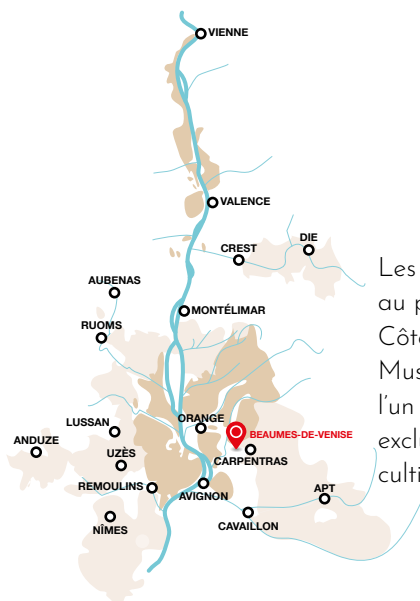 VIENNE
VALENCE
DIE
CREST
AUBENAS
MONTÉLIMAR
RUOMS
ORANGE
LUSSAN
BEAUMES-DE-VENISE
ANDUZE
UZÈS
CARPENTRAS
REMOULINS
AVIGNON
APT
CAVAILLON
NÎMES
Les
au p
Côte
Mus
l'un
excl
culti